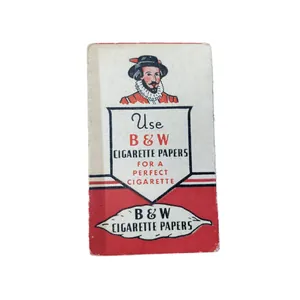 Use
B & W
CIGARETTE PAPERS
FOR A
PERFECT
CIGARETTE
B & W
CIGARETTE PAPERS